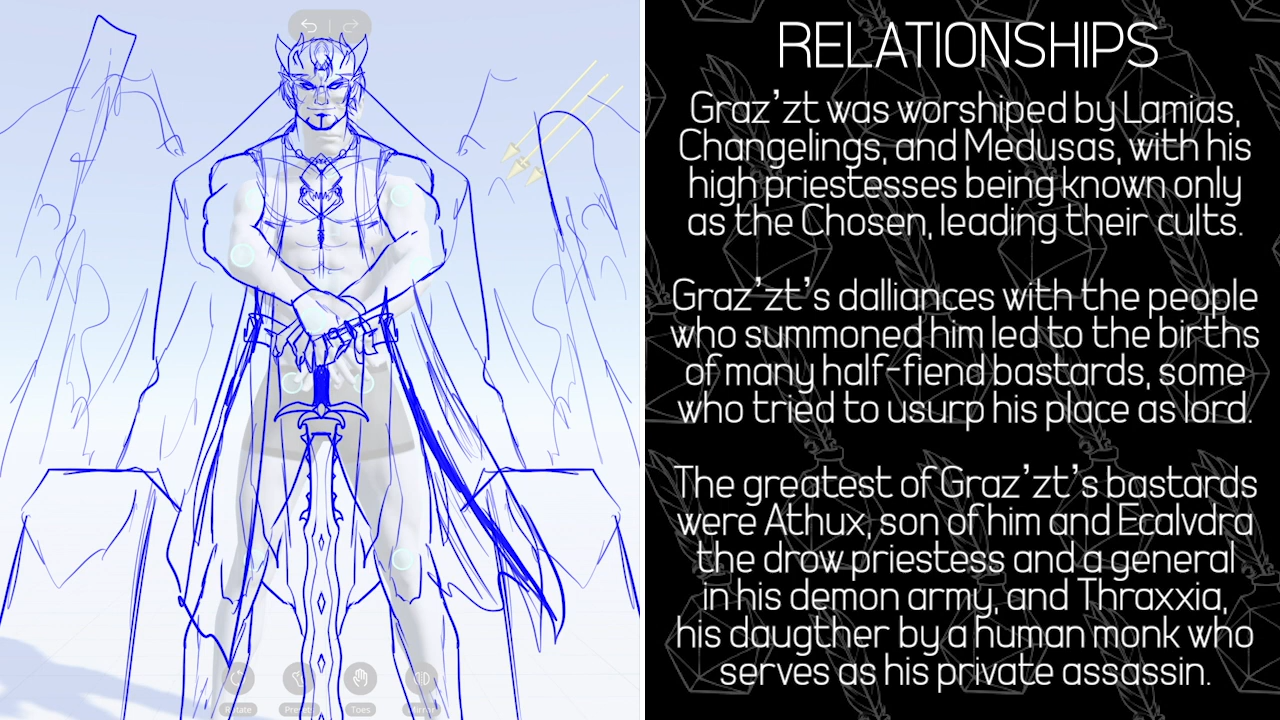 RELATIONSHIPS
Graz’zt was worshiped by Lamias,
Changelings, and Medusas, with his
high priestesses being known only
as the Chosen, leading their cults.
Graz’zt’s dalliances with the people
who summoned him led to the births
of many half-fiend bastards, some
who tried to usurp his place as lord.
The greatest of Graz’zt’s bastards
were Athux, son of him and Ecalvdra
the drow priestess and a general
in his demon army, and Thraxxia,
his daugther by a human monk who
serves as his private assassin.
Rotate
Toes
Mirror